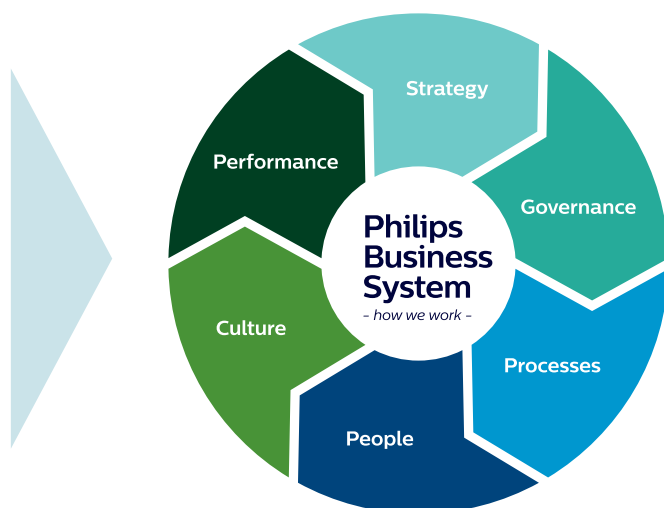 Strategy
Performance
Governance
Philips
Business
System
- how we work -
Culture
Processes
People